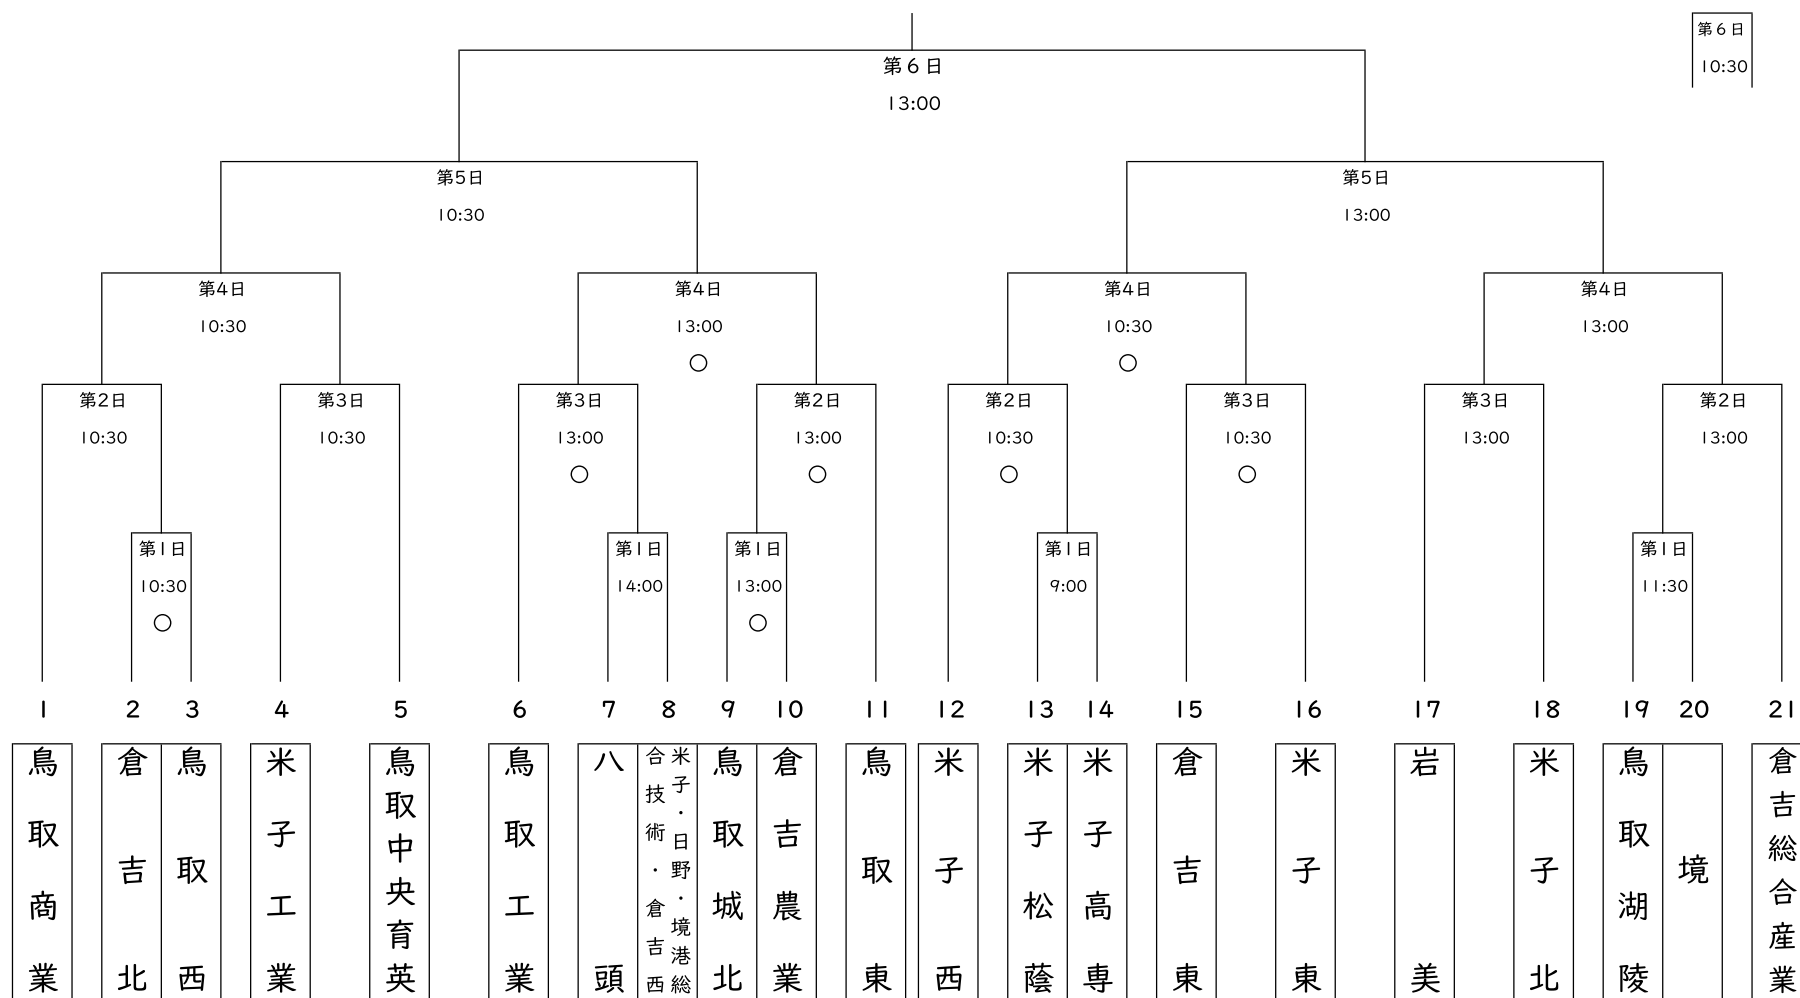 第6日
10:30
第6日
13:00
第5日
10:30
第5日
13:00
第4日
10:30
第4日
13:00
○
第4日
10:30
○
第4日
13:00
第2日
10:30
第3日
10:30
第3日
13:00
○
第2日
13:00
○
第2日
10:30
○
第3日
10:30
○
第3日
13:00
第2日
13:00
第1日
10:30
○
第1日
14:00
第1日
13:00
○
第1日
9:00
第1日
11:30
1 2 3 4 5 6 7 8 9 10 11 12 13 14 15 16 17 18 19 20 21
鳥取商業
倉吉北
鳥取西
米子工業
鳥取中央育英
鳥取工業
八頭
米子・日野・境港総
合技術・倉吉西
鳥取城北
倉吉農業
鳥取東
米子西
米子松蔭
米子高専
倉吉東
米子東
岩美
米子北
鳥取湖陵
境
倉吉総合産業